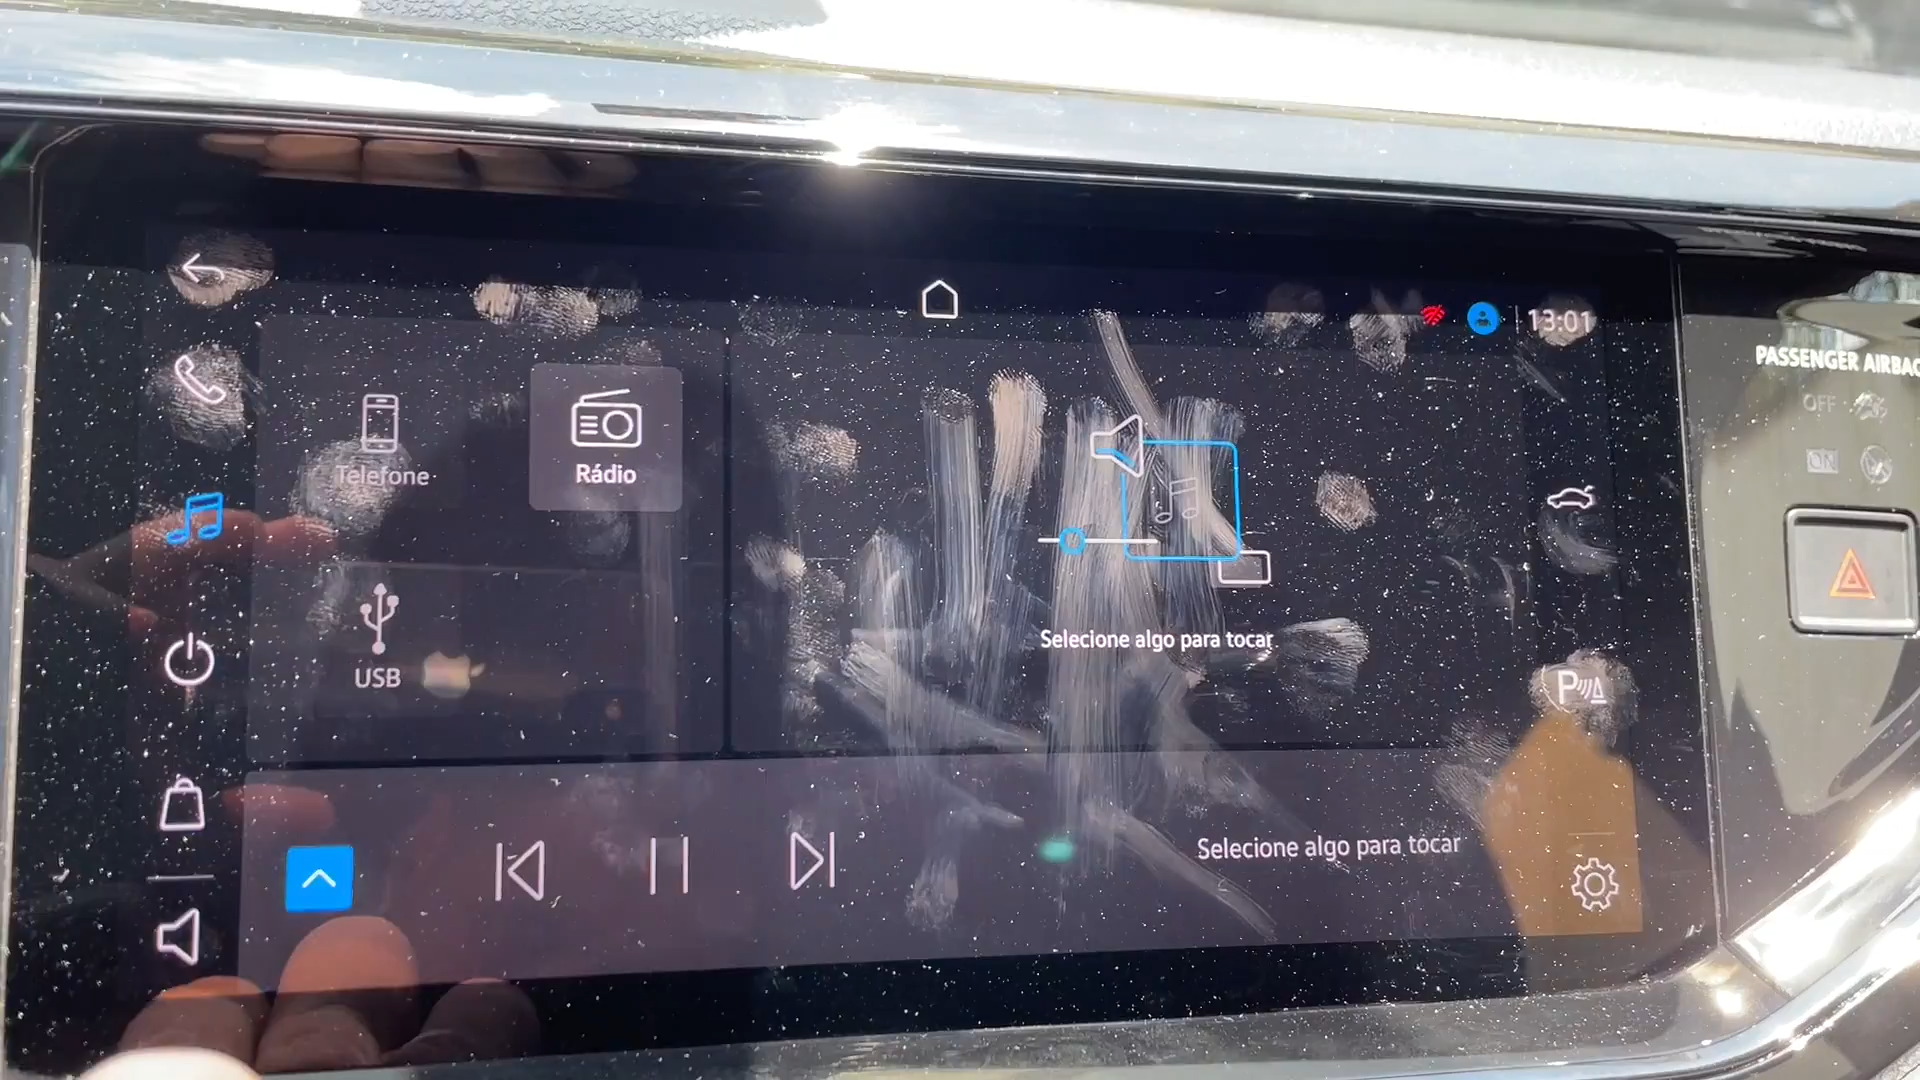 13:01
PASSENGER AIRBAG
OFF
ON
Telefone
Rádio
USB
Selecione algo para tocar
P
Selecione algo para tocar